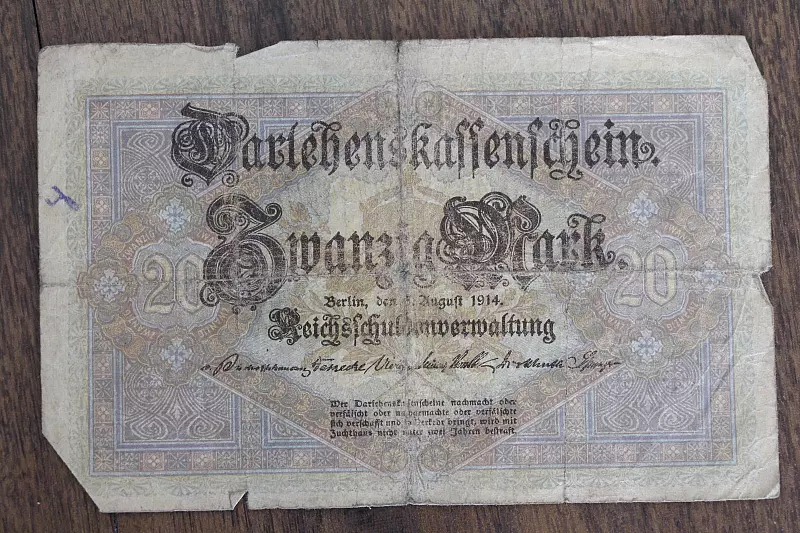 Darlehenskassenschein.
Zwanzig Mark.
20
20
Berlin, den 5. August 1914.
Reichsschuldenverwaltung
Wer Darlehenskassenscheine nachmacht oder
verfälscht oder nachgemachte oder verfälschte
sich verschafft und in Verkehr bringt, wird mit
Zuchthaus nicht unter zwei Jahren bestraft.